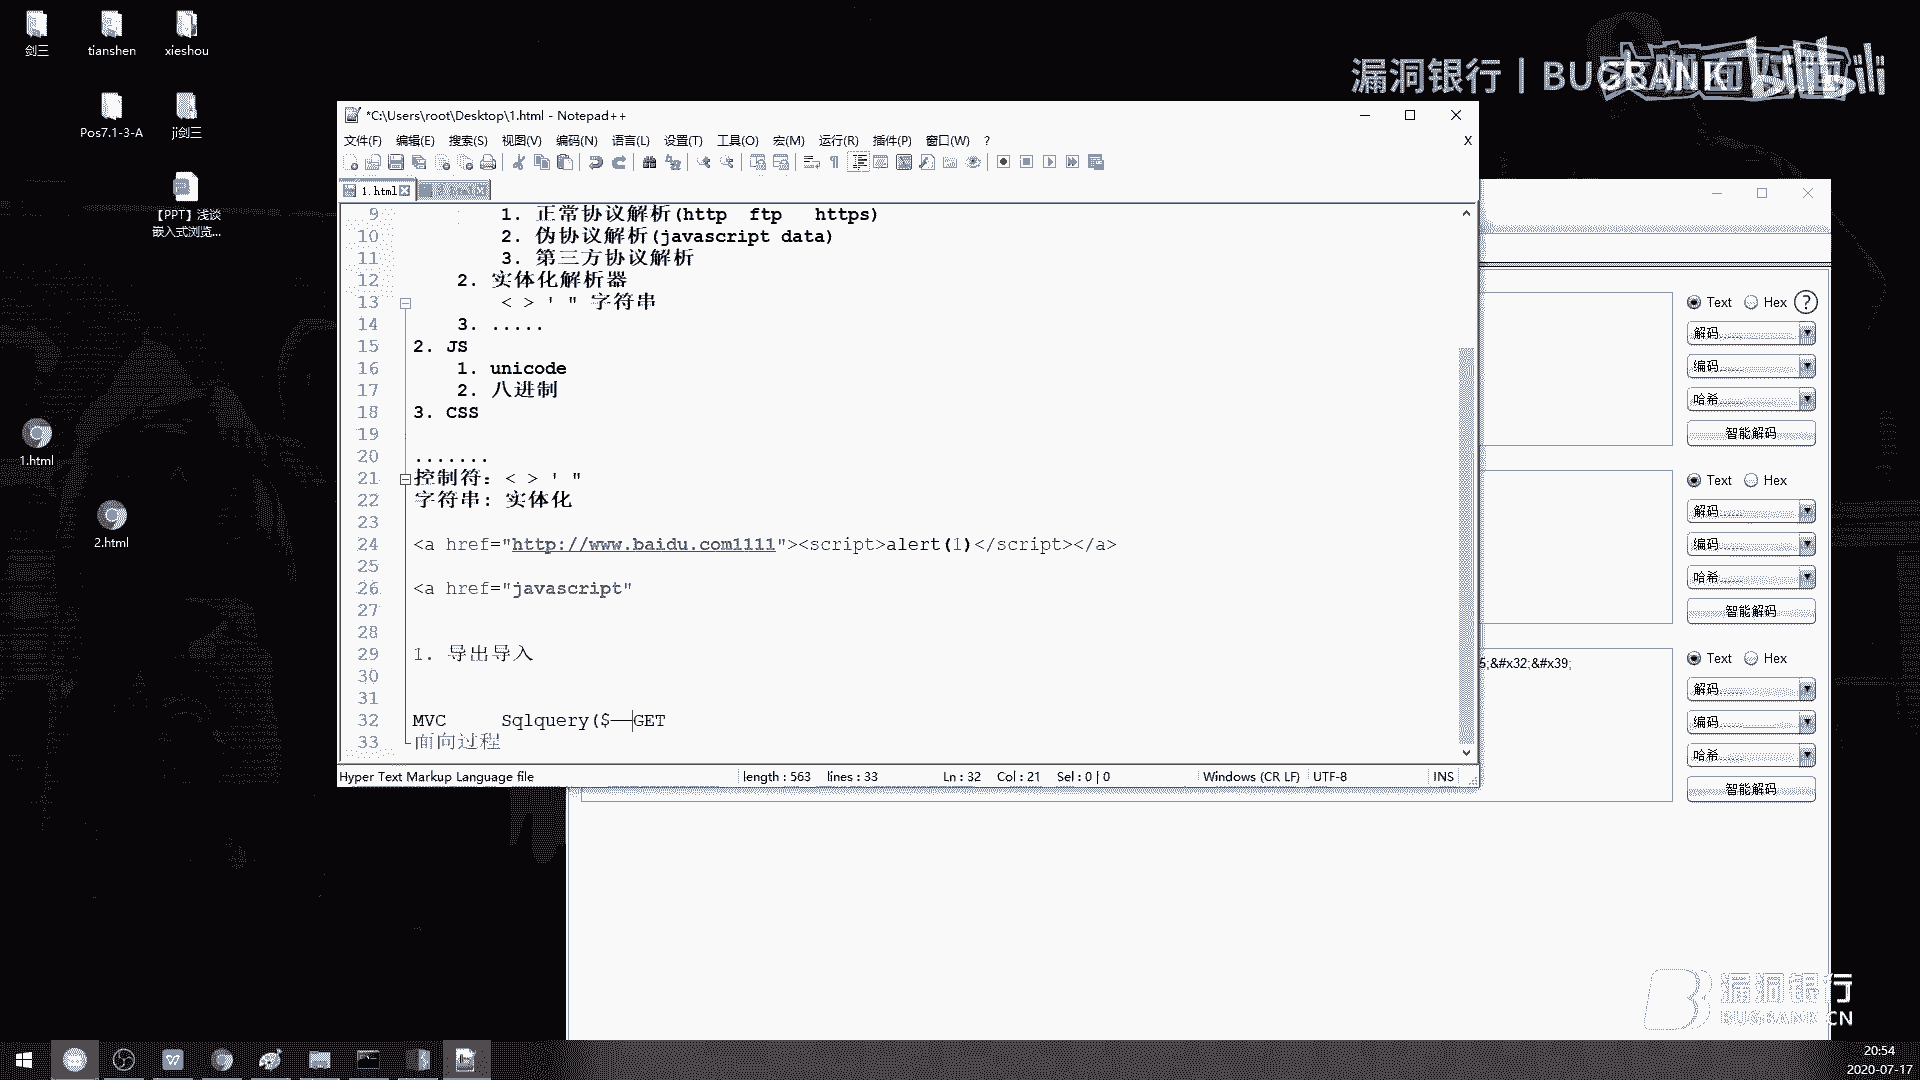 剑三
tianshen
xieshou
Pos7.1-3-A
ji剑三
【PPT】浅谈
嵌入式浏览...
1.html
2.html
漏洞银行 | BUGBANK
bilibili
*C:\Users\root\Desktop\1.html - Notepad++
文件(F) 编辑(E) 搜索(S) 视图(V) 编码(N) 语言(L) 设置(T) 工具(O) 宏(M) 运行(R) 插件(P) 窗口(W) ?
X
1.html
9 1. 正常协议解析(http ftp https)
10 2. 伪协议解析(javascript data)
11 3. 第三方协议解析
12 2. 实体化解析器
13 < > ' " 字符串
14 3. .....
15 2. JS
16 1. unicode
17 2. 八进制
18 3. CSS
19
20 .......
21 控制符: < > ' "
22 字符串: 实体化
23
24 <a href="http://www.baidu.com1111"><script>alert(1)</script></a>
25
26 <a href="javascript"
27
28
29 1. 导出导入
30
31
32 MVC Sqlquery($——GET
33 面向过程
Hyper Text Markup Language file length : 563 lines : 33 Ln : 32 Col : 21 Sel : 0 | 0 Windows (CR LF) UTF-8 INS
Text Hex ?
解码......
编码......
哈希......
智能解码
Text Hex
解码......
编码......
哈希......
智能解码
5;&#x32;&#x39;
Text Hex
解码......
编码......
哈希......
智能解码
漏洞银行
BUGBANK.CN
20:54
2020-07-17